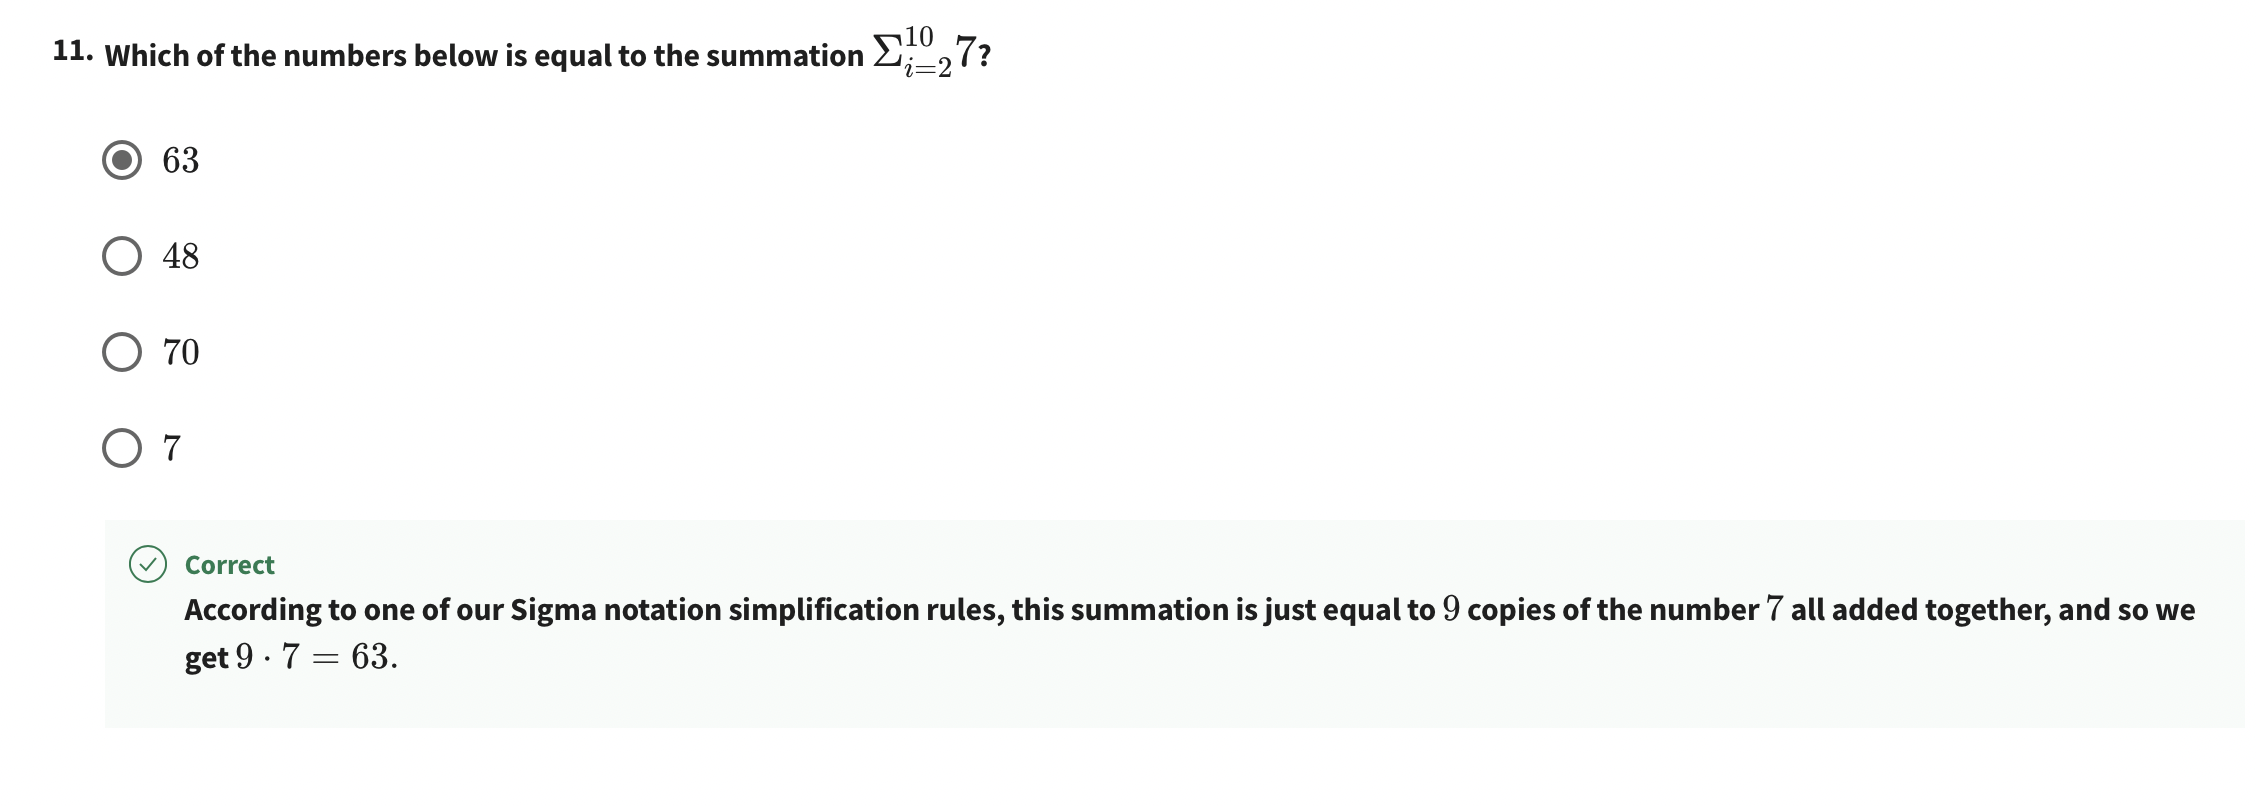 11. Which of the numbers below is equal to the summation $\Sigma_{i=2}^{10} 7$?
63
48
70
7
Correct
According to one of our Sigma notation simplification rules, this summation is just equal to 9 copies of the number 7 all added together, and so we
get $9 \cdot 7 = 63$.